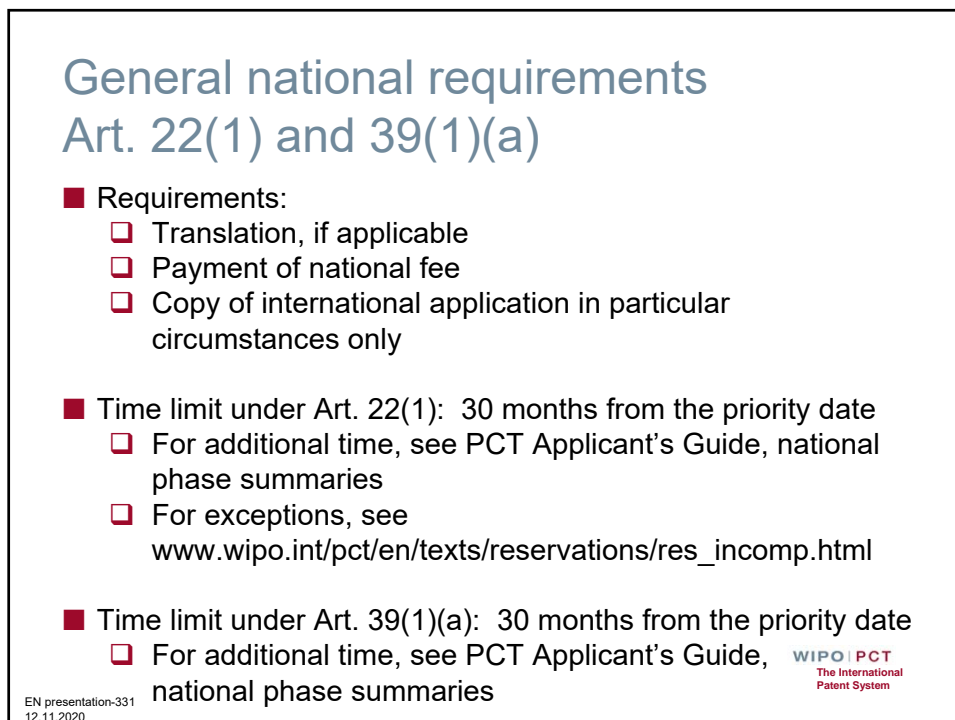 General national requirements
Art. 22(1) and 39(1)(a)
Requirements:
Translation, if applicable
Payment of national fee
Copy of international application in particular
circumstances only
Time limit under Art. 22(1): 30 months from the priority date
For additional time, see PCT Applicant’s Guide, national
phase summaries
For exceptions, see
www.wipo.int/pct/en/texts/reservations/res_incomp.html
Time limit under Art. 39(1)(a): 30 months from the priority date
For additional time, see PCT Applicant’s Guide,
national phase summaries
WIPO|PCT
The International
Patent System
EN presentation-331
12.11.2020